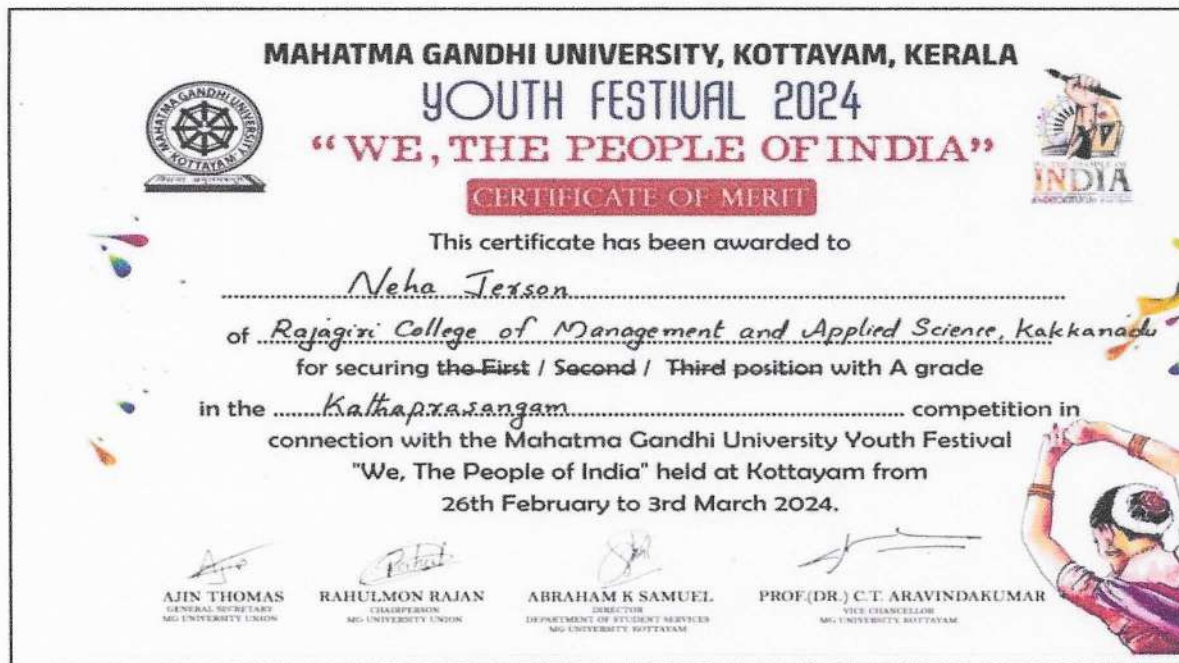 MAHATMA GANDHI UNIVERSITY, KOTTAYAM, KERALA
YOUTH FESTIVAL 2024
“WE, THE PEOPLE OF INDIA”
CERTIFICATE OF MERIT
MAHATMA GANDHI UNIVERSITY
KOTTAYAM
INDIA
This certificate has been awarded to
Neha Jerson
of Rajagiri College of Management and Applied Science, Kakkanadu
for securing the First / Second / Third position with A grade
in the Kathaprasangam competition in
connection with the Mahatma Gandhi University Youth Festival
"We, The People of India" held at Kottayam from
26th February to 3rd March 2024.
AJIN THOMAS
GENERAL SECRETARY
MG UNIVERSITY UNION
RAHULMON RAJAN
CHAIRPERSON
MG UNIVERSITY UNION
ABRAHAM K SAMUEL
DIRECTOR
DEPARTMENT OF STUDENT SERVICES
MG UNIVERSITY KOTTAYAM
PROF.(DR.) C.T. ARAVINDAKUMAR
VICE CHANCELLOR
MG UNIVERSITY, KOTTAYAM